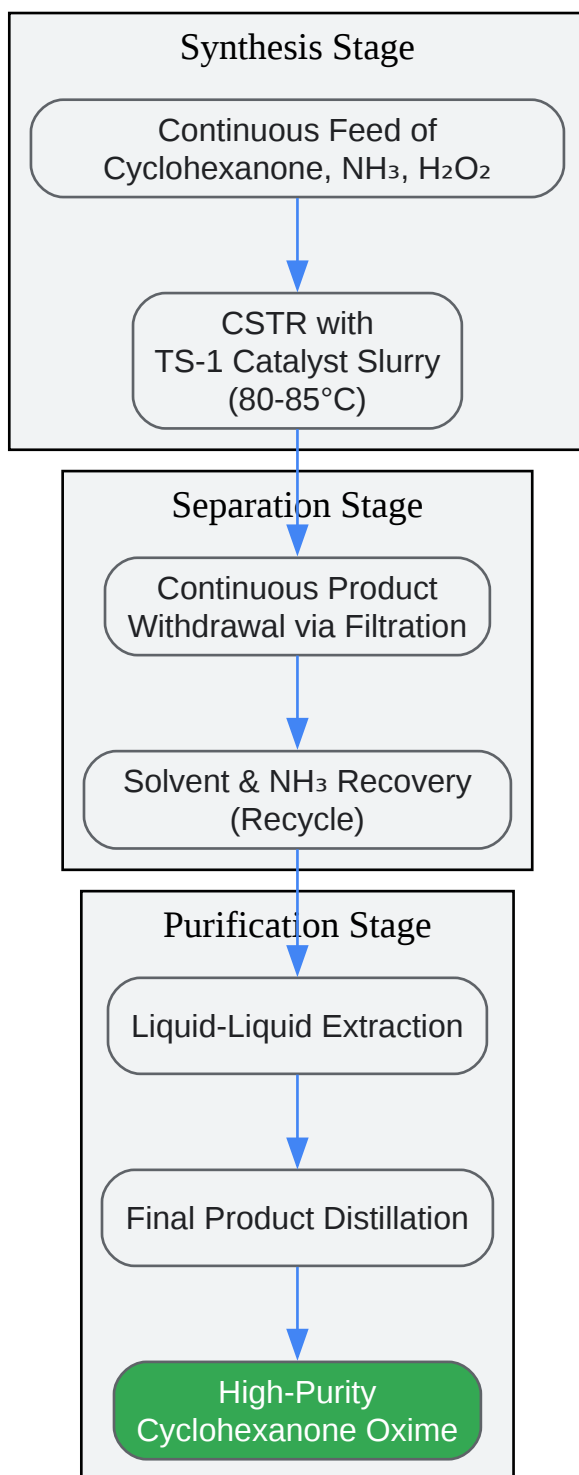 Synthesis Stage
Continuous Feed of
Cyclohexanone, NH₃, H₂O₂
CSTR with
TS-1 Catalyst Slurry
(80-85°C)
Separation Stage
Continuous Product
Withdrawal via Filtration
Solvent & NH₃ Recovery
(Recycle)
Purification Stage
Liquid-Liquid Extraction
Final Product Distillation
High-Purity
Cyclohexanone Oxime